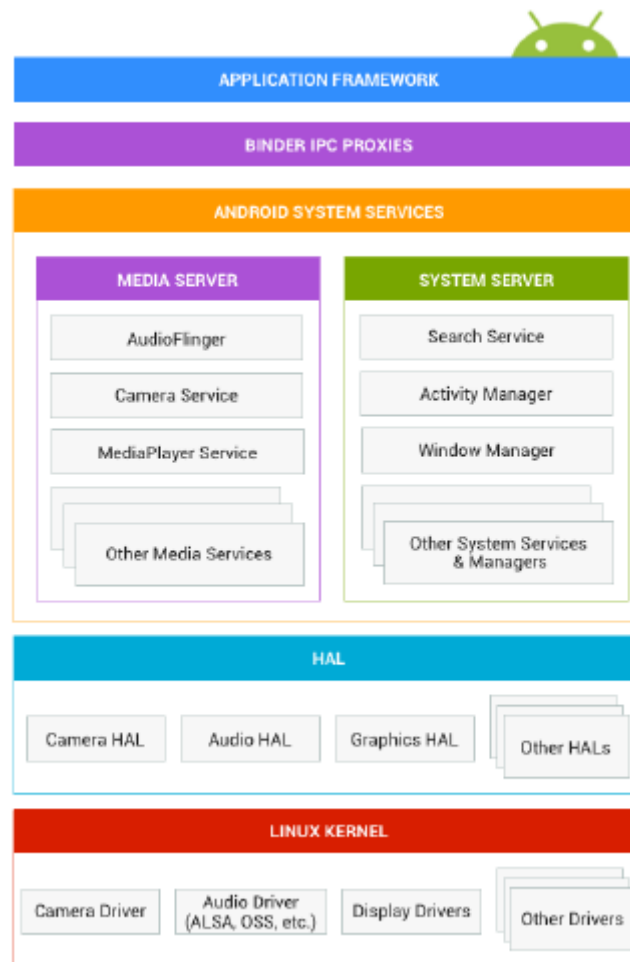 APPLICATION FRAMEWORK
BINDER IPC PROXIES
ANDROID SYSTEM SERVICES
MEDIA SERVER
AudioFlinger
Camera Service
MediaPlayer Service
Other Media Services
SYSTEM SERVER
Search Service
Activity Manager
Window Manager
Other System Services
& Managers
HAL
Camera HAL
Audio HAL
Graphics HAL
Other HALs
LINUX KERNEL
Camera Driver
Audio Driver
(ALSA, OSS, etc.)
Display Drivers
Other Drivers